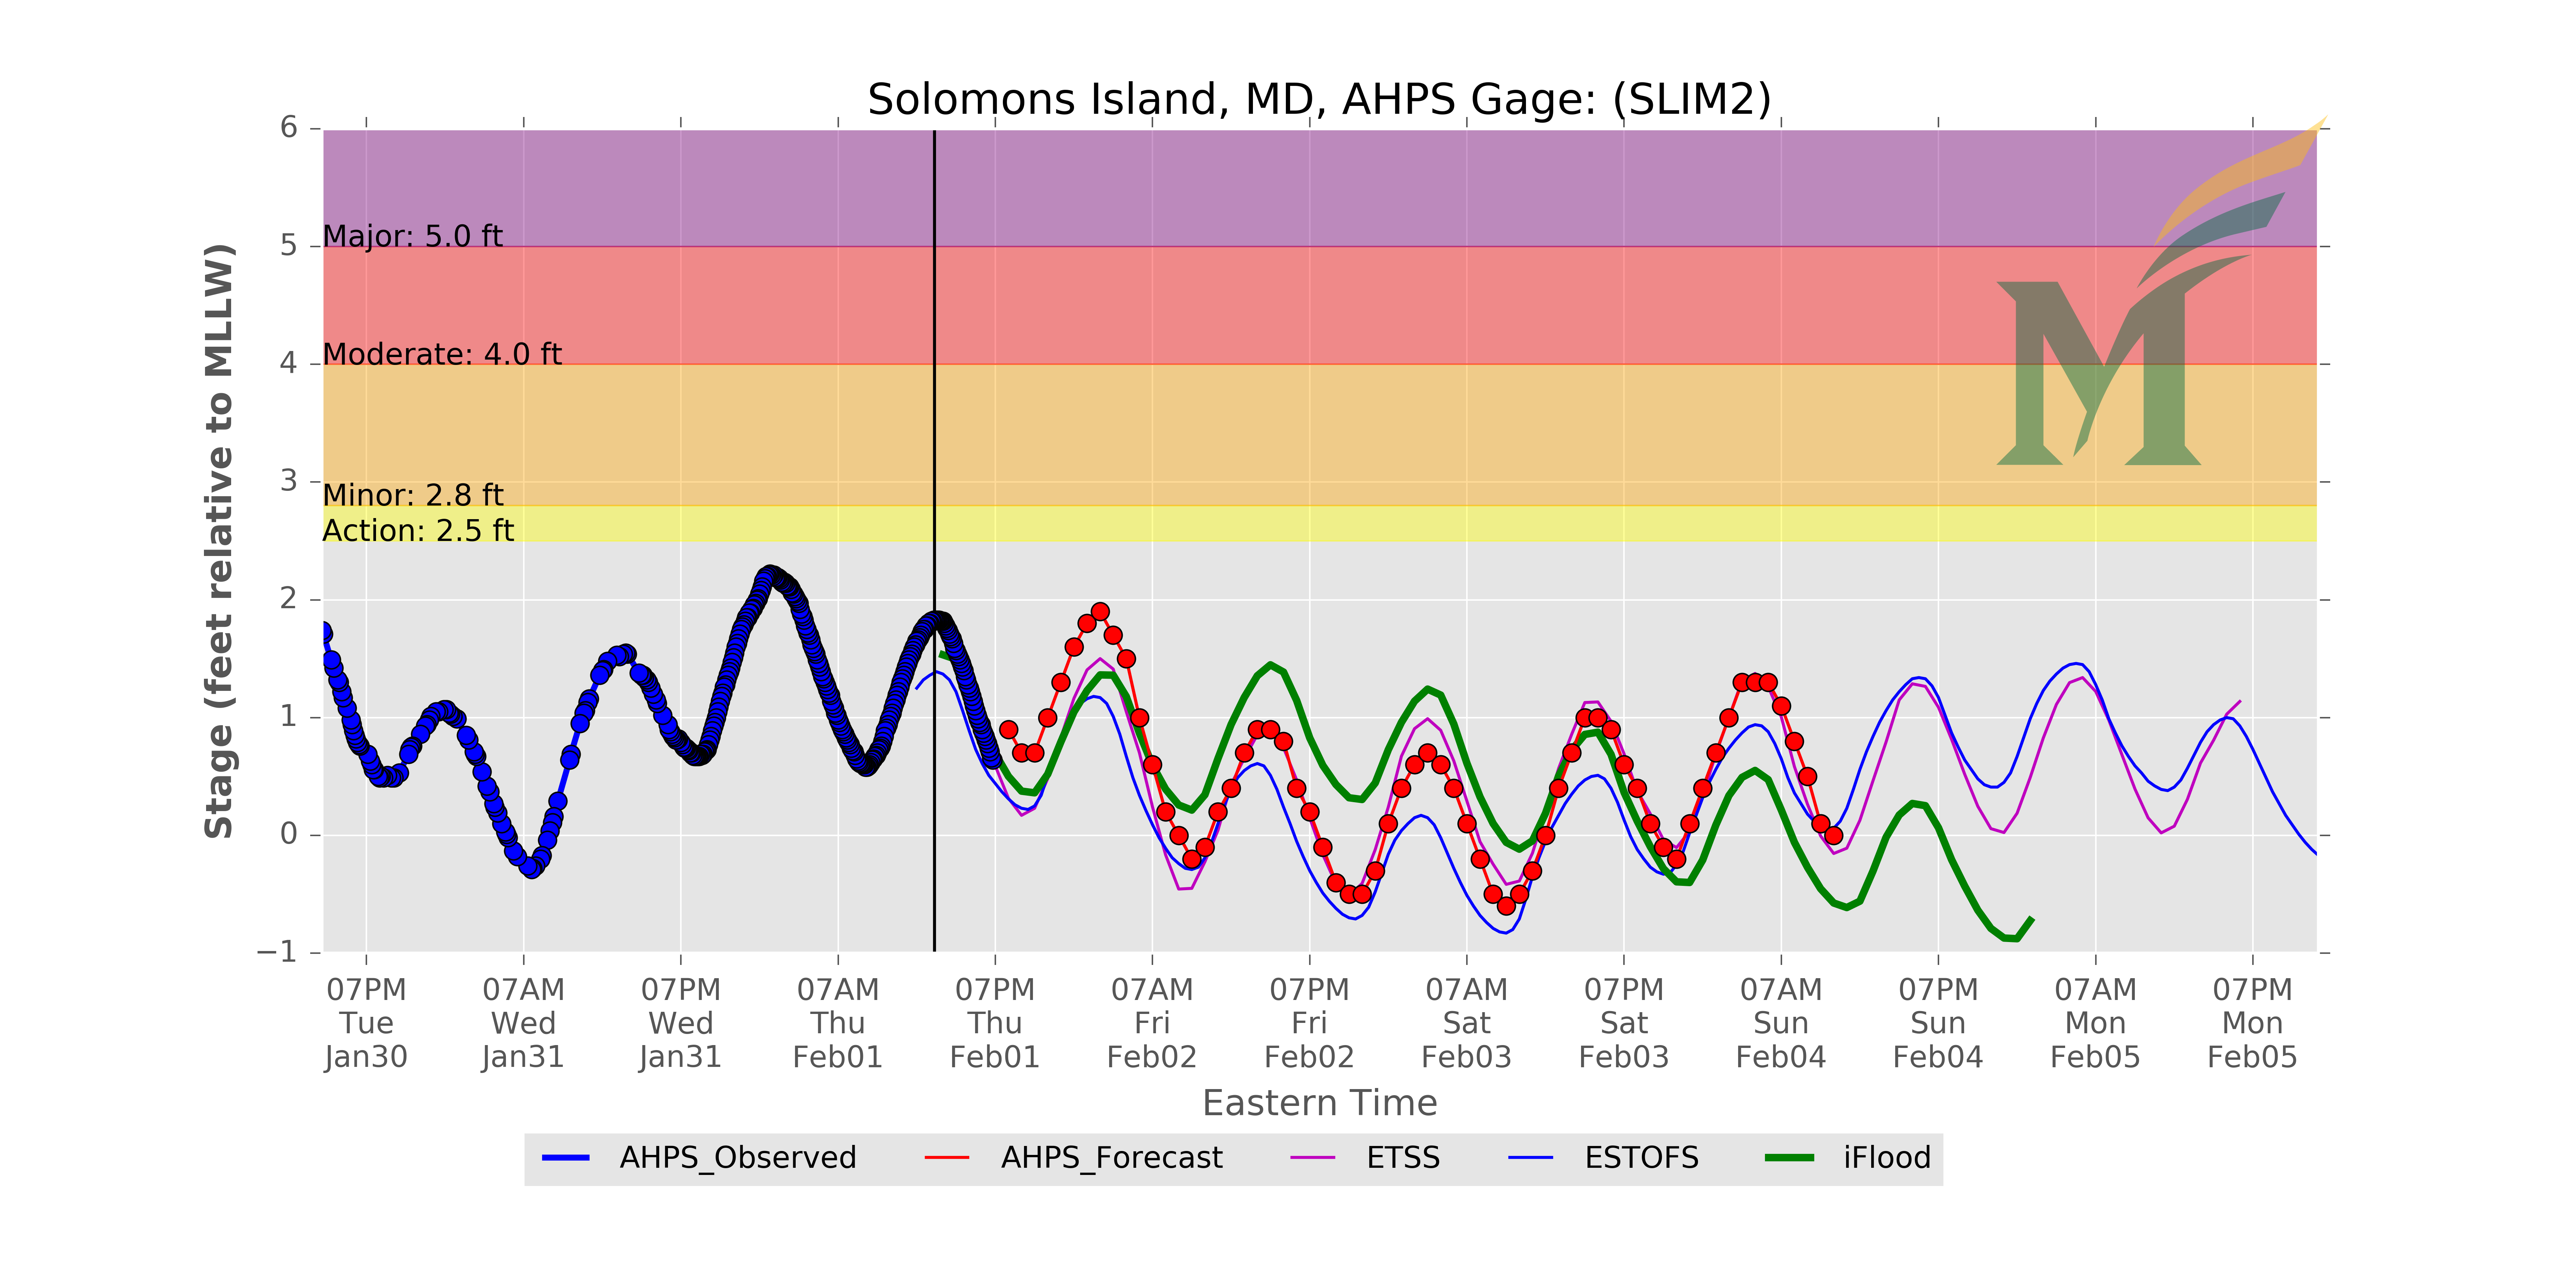 Solomons Island, MD, AHPS Gage: (SLIM2)
Stage (feet relative to MLLW)
6
5
4
3
2
1
0
−1
Major: 5.0 ft
Moderate: 4.0 ft
Minor: 2.8 ft
Action: 2.5 ft
M
07PM 07AM 07PM 07AM 07PM 07AM 07PM 07AM 07PM 07AM 07PM 07AM 07PM
Tue Wed Wed Thu Thu Fri Fri Sat Sat Sun Sun Mon Mon
Jan30 Jan31 Jan31 Feb01 Feb01 Feb02 Feb02 Feb03 Feb03 Feb04 Feb04 Feb05 Feb05
Eastern Time
AHPS_Observed AHPS_Forecast ETSS ESTOFS iFlood